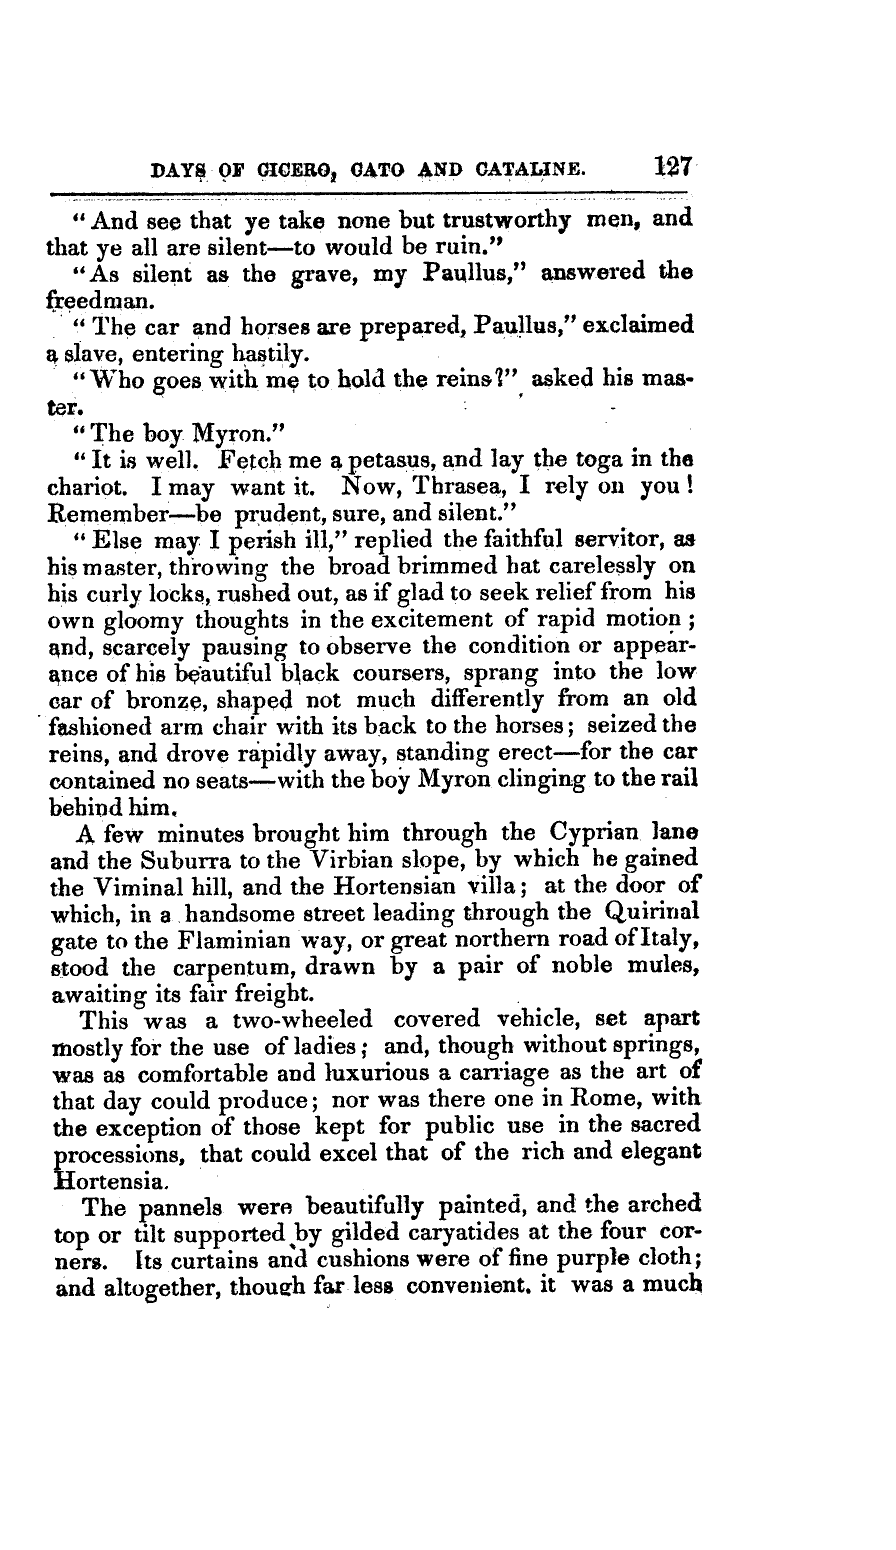 DAYS OF CICERO, CATO AND CATALINE. 127
"And see that ye take none but trustworthy men, and
that ye all are silent—to would be ruin."
"As silent as the grave, my Paullus," answered the
freedman.
"The car and horses are prepared, Paullus," exclaimed
a slave, entering hastily.
"Who goes with me to hold the reins?" asked his mas-
ter.
"The boy Myron."
"It is well. Fetch me a petasus, and lay the toga in the
chariot. I may want it. Now, Thrasea, I rely on you!
Remember—be prudent, sure, and silent."
"Else may I perish ill," replied the faithful servitor, as
his master, throwing the broad brimmed hat carelessly on
his curly locks, rushed out, as if glad to seek relief from his
own gloomy thoughts in the excitement of rapid motion;
and, scarcely pausing to observe the condition or appear-
ance of his beautiful black coursers, sprang into the low
car of bronze, shaped not much differently from an old
fashioned arm chair with its back to the horses; seized the
reins, and drove rapidly away, standing erect—for the car
contained no seats—with the boy Myron clinging to the rail
behind him.
A few minutes brought him through the Cyprian lane
and the Suburra to the Virbian slope, by which he gained
the Viminal hill, and the Hortensian villa; at the door of
which, in a handsome street leading through the Quirinal
gate to the Flaminian way, or great northern road of Italy,
stood the carpentum, drawn by a pair of noble mules,
awaiting its fair freight.
This was a two-wheeled covered vehicle, set apart
mostly for the use of ladies; and, though without springs,
was as comfortable and luxurious a carriage as the art of
that day could produce; nor was there one in Rome, with
the exception of those kept for public use in the sacred
processions, that could excel that of the rich and elegant
Hortensia.
The pannels were beautifully painted, and the arched
top or tilt supported by gilded caryatides at the four cor-
ners. Its curtains and cushions were of fine purple cloth;
and altogether, though far less convenient, it was a much